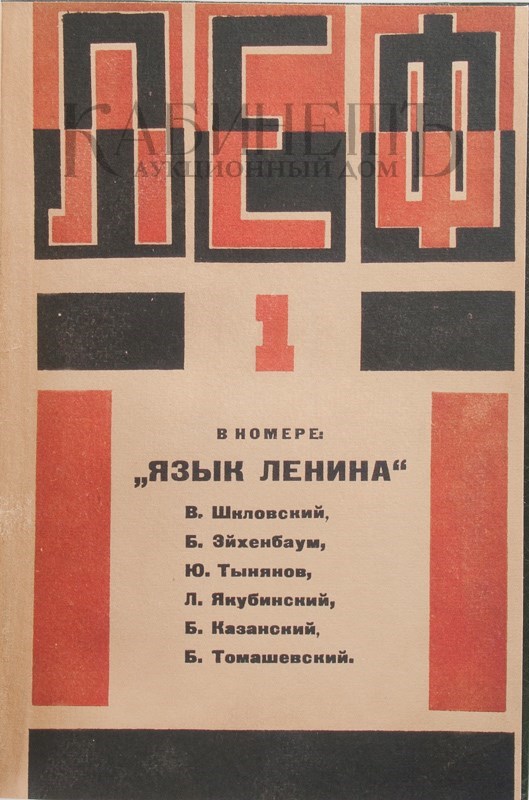 ЛЕФ
КАБИНЕТЪ
АУКЦИОННЫЙ ДОМ
1
В НОМЕРЕ:
„ЯЗЫК ЛЕНИНА“
В. Шкловский,
Б. Эйхенбаум,
Ю. Тынянов,
Л. Якубинский,
Б. Казанский,
Б. Томашевский.